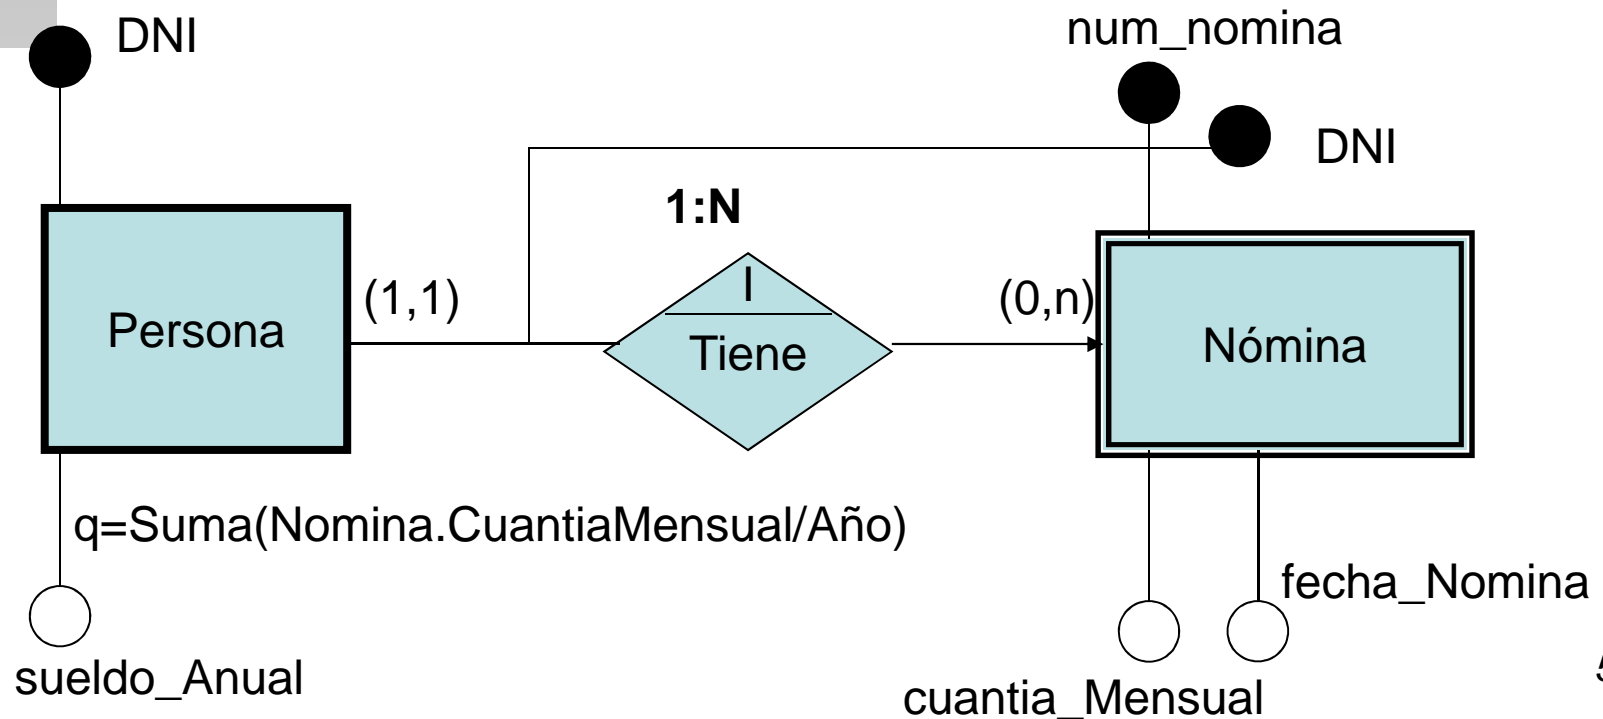 DNI
num_nomina
DNI
1:N
(1,1)
I
(0,n)
Persona
Tiene
Nómina
q=Suma(Nomina.CuantiaMensual/Año)
fecha_Nomina
sueldo_Anual
cuantia_Mensual